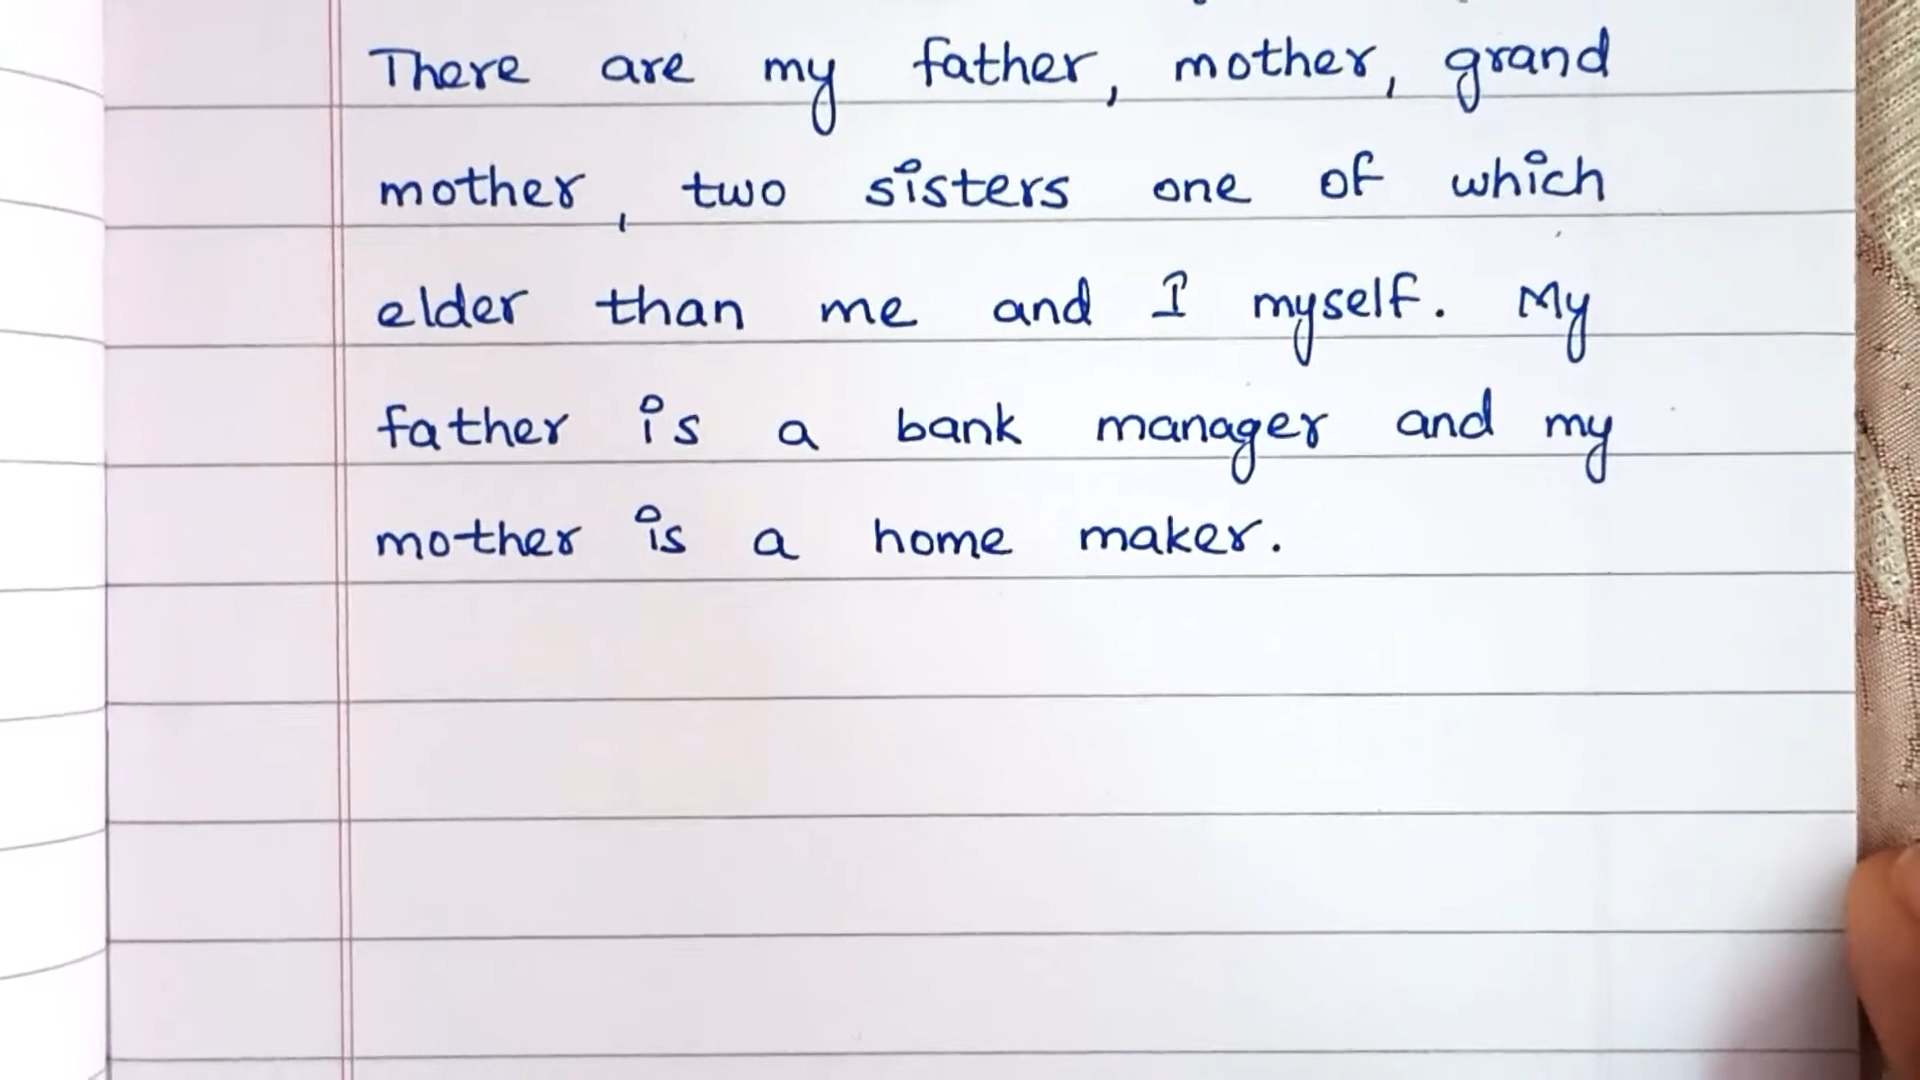 There are my father, mother, grand
mother, two sisters one of which
elder than me and I myself. My
father is a bank manager and my
mother is a home maker.